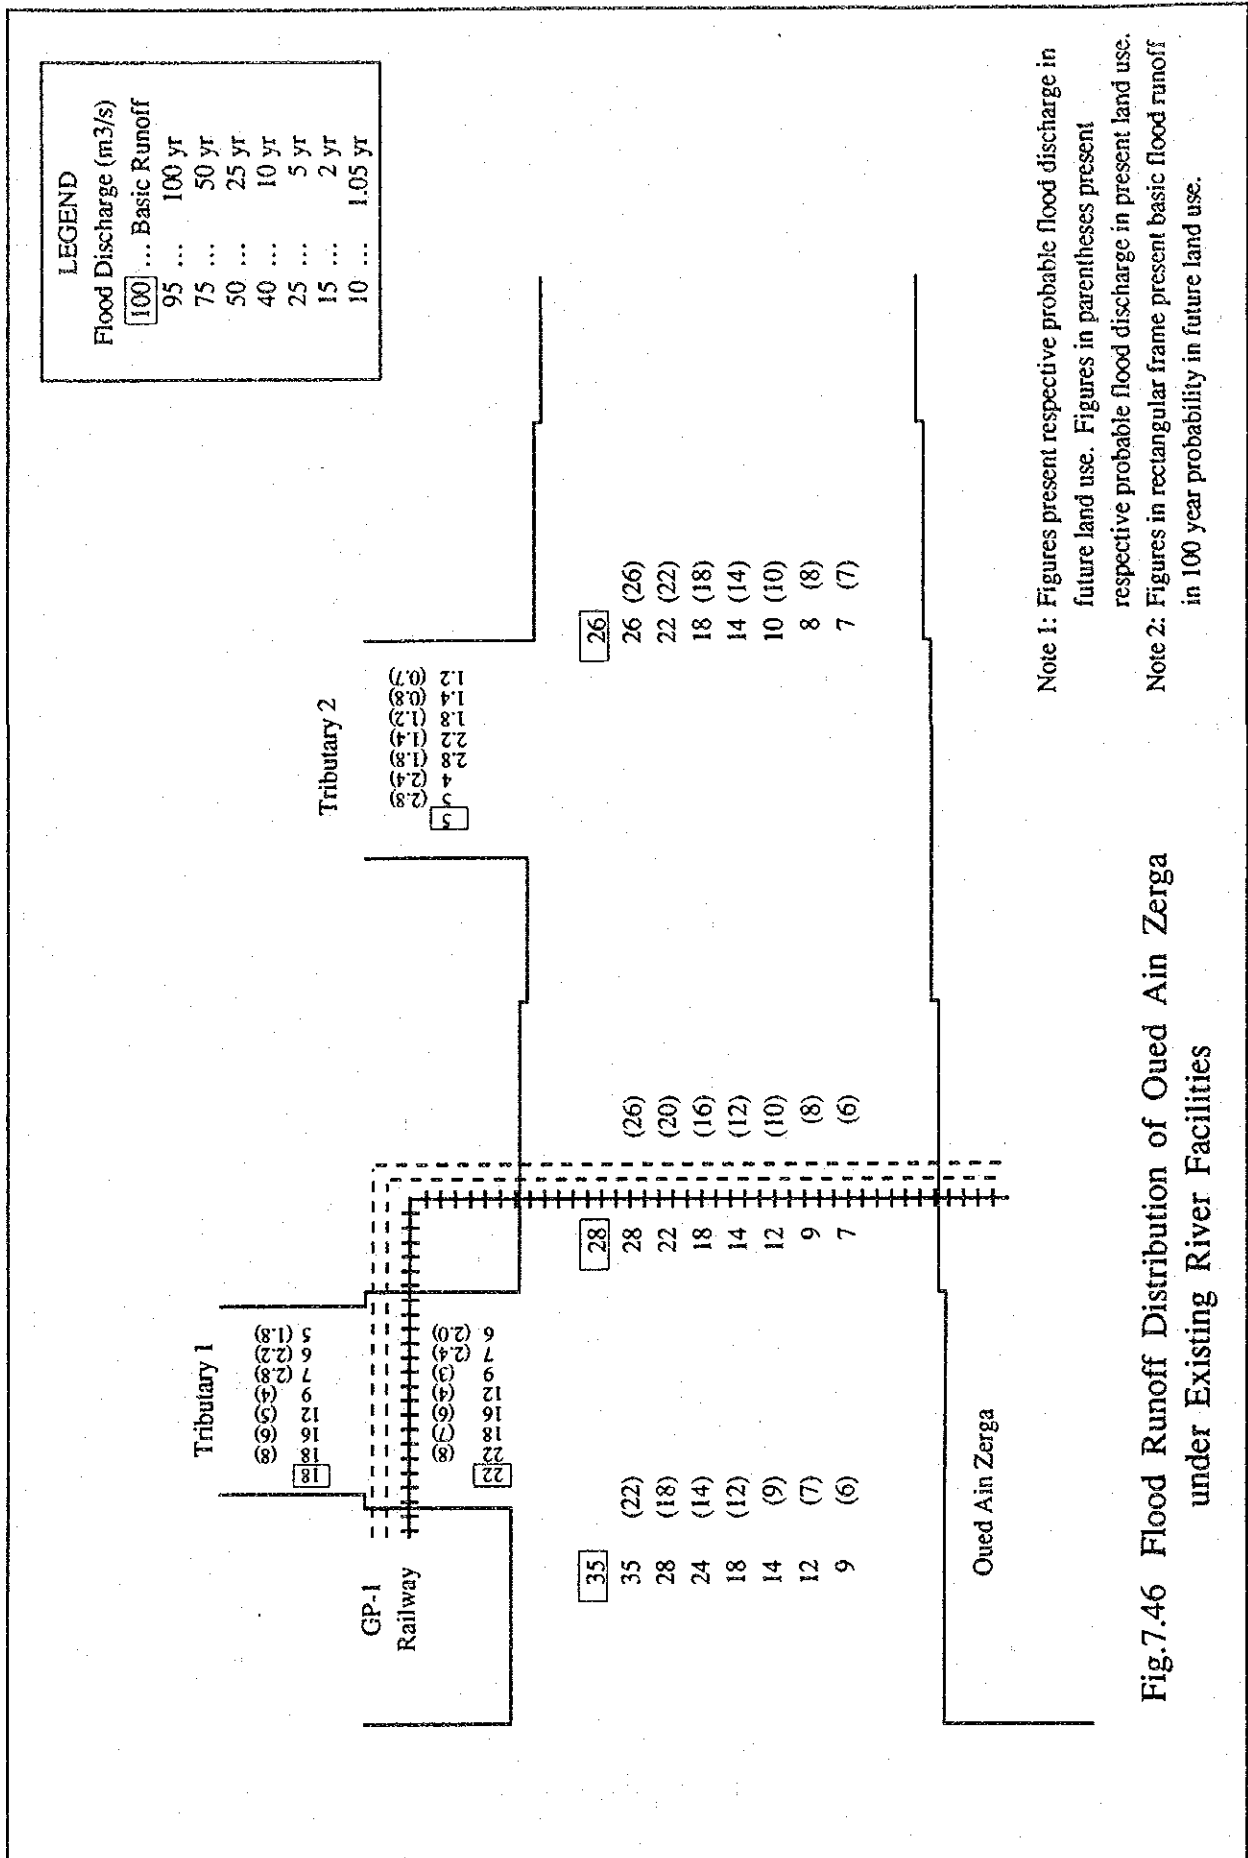 LEGEND
Flood Discharge (m3/s)
100 ... Basic Runoff
95 ... 100 yr
75 ... 50 yr
50 ... 25 yr
40 ... 10 yr
25 ... 5 yr
15 ... 2 yr
10 ... 1.05 yr
Tributary 1
18
18 (8)
16 (6)
12 (5)
9 (4)
7 (2.8)
6 (2.2)
5 (1.8)
GP-1
Railway
22
22 (8)
18 (7)
16 (6)
12 (4)
9 (3)
7 (2.4)
6 (2.0)
Tributary 2
5
5 (2.8)
4 (2.4)
2.8 (1.8)
2.2 (1.4)
1.8 (1.2)
1.4 (0.8)
1.2 (0.7)
35
35 (22)
28 (18)
24 (14)
18 (12)
14 (9)
12 (7)
9 (6)
28
28 (26)
22 (20)
18 (16)
14 (12)
12 (10)
9 (8)
7 (6)
26
26 (26)
22 (22)
18 (18)
14 (14)
10 (10)
8 (8)
7 (7)
Oued Ain Zerga
Note 1: Figures present respective probable flood discharge in
future land use. Figures in parentheses present
respective probable flood discharge in present land use.
Note 2: Figures in rectangular frame present basic flood runoff
in 100 year probability in future land use.
Fig.7.46 Flood Runoff Distribution of Oued Ain Zerga
under Existing River Facilities